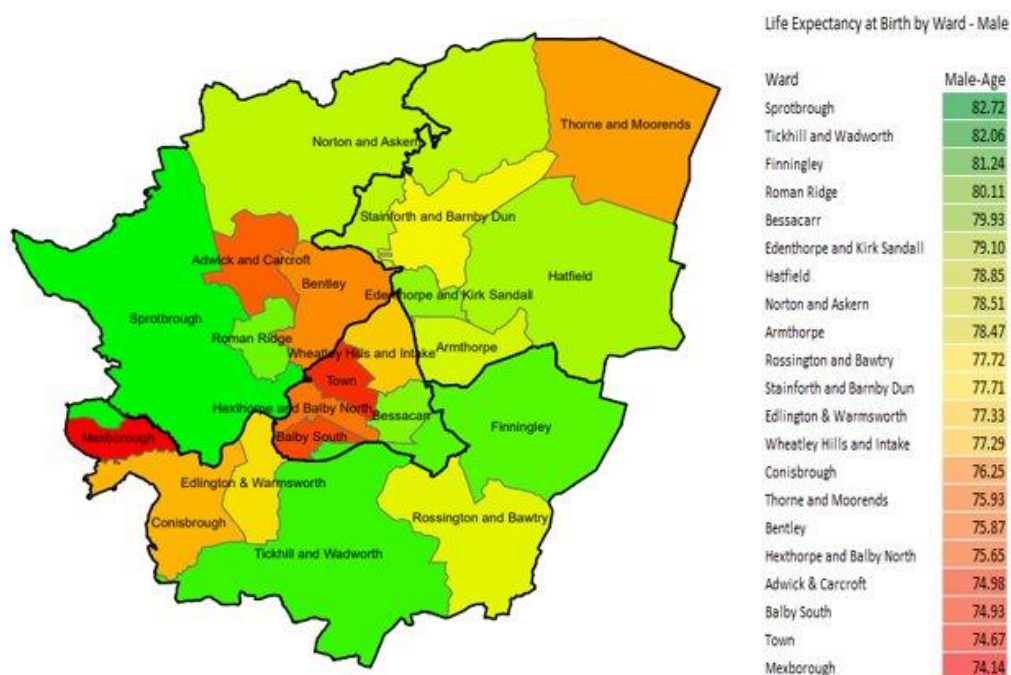 Life Expectancy at Birth by Ward - Male
Ward Male-Age
Sprotbrough 82.72
Tickhill and Wadworth 82.06
Finningley 81.24
Roman Ridge 80.11
Bessacarr 79.93
Edenthorpe and Kirk Sandall 79.10
Hatfield 78.85
Norton and Askern 78.51
Armthorpe 78.47
Rossington and Bawtry 77.72
Stainforth and Barnby Dun 77.71
Edlington & Warmsworth 77.33
Wheatley Hills and Intake 77.29
Conisbrough 76.25
Thorne and Moorends 75.93
Bentley 75.87
Hexthorpe and Balby North 75.65
Adwick & Carcroft 74.98
Balby South 74.93
Town 74.67
Mexborough 74.14
Thorne and Moorends
Norton and Askern
Stainforth and Barnby Dun
Adwick and Carcroft
Hatfield
Bentley
Edenthorpe and Kirk Sandall
Sprotbrough
Roman Ridge
Armthorpe
Wheatley Hills and Intake
Town
Hexthorpe and Balby North
Bessacarr
Finningley
Mexborough
Balby South
Edlington & Warmsworth
Rossington and Bawtry
Conisbrough
Tickhill and Wadworth